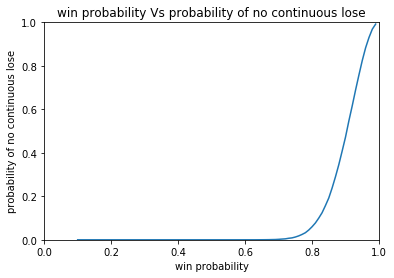 win probability Vs probability of no continuous lose
probability of no continuous lose
1.0
0.8
0.6
0.4
0.2
0.0
0.0 0.2 0.4 0.6 0.8 1.0
win probability